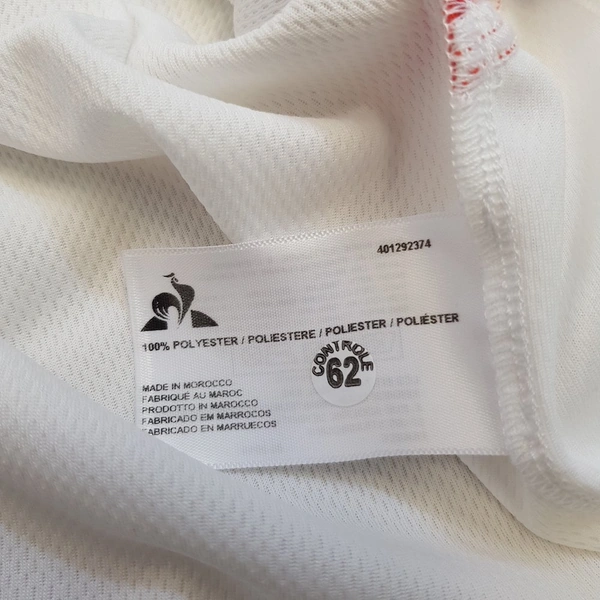 401292374
100% POLYESTER / POLIESTERE / POLIESTER / POLIÉSTER
CONTROLE
62
MADE IN MOROCCO
FABRIQUÉ AU MAROC
PRODOTTO IN MAROCCO
FABRICADO EM MARROCOS
FABRICADO EN MARRUECOS